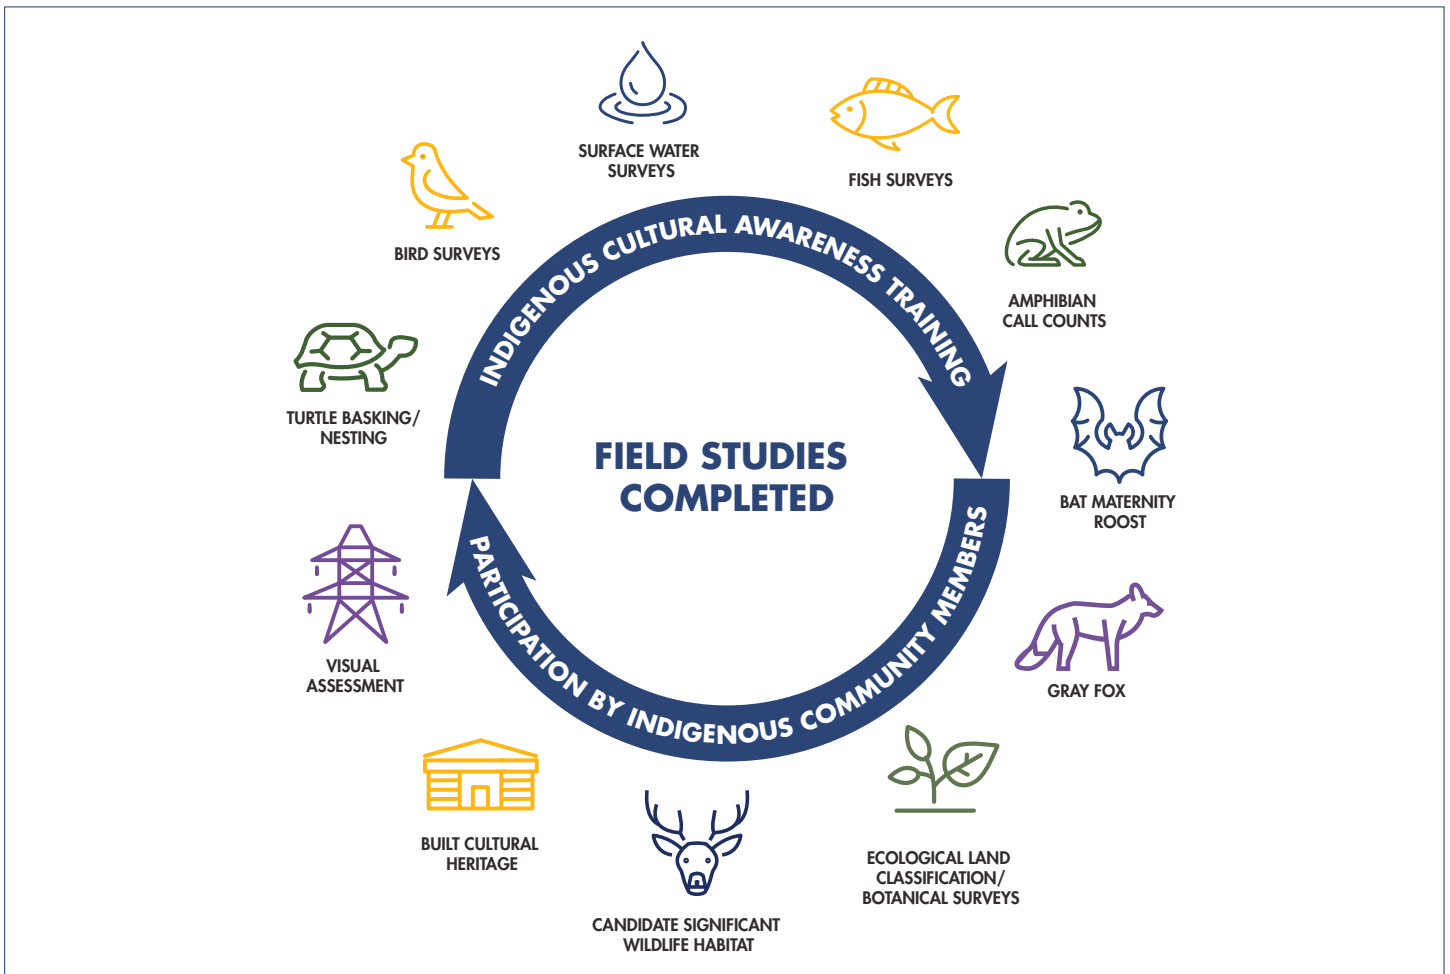 SURFACE WATER
SURVEYS
FISH SURVEYS
BIRD SURVEYS
AMPHIBIAN
CALL COUNTS
INDIGENOUS CULTURAL AWARENESS TRAINING
TURTLE BASKING/
NESTING
FIELD STUDIES
COMPLETED
BAT MATERNITY
ROOST
PARTICIPATION BY INDIGENOUS COMMUNITY MEMBERS
VISUAL
ASSESSMENT
GRAY FOX
BUILT CULTURAL
HERITAGE
ECOLOGICAL LAND
CLASSIFICATION/
BOTANICAL SURVEYS
CANDIDATE SIGNIFICANT
WILDLIFE HABITAT